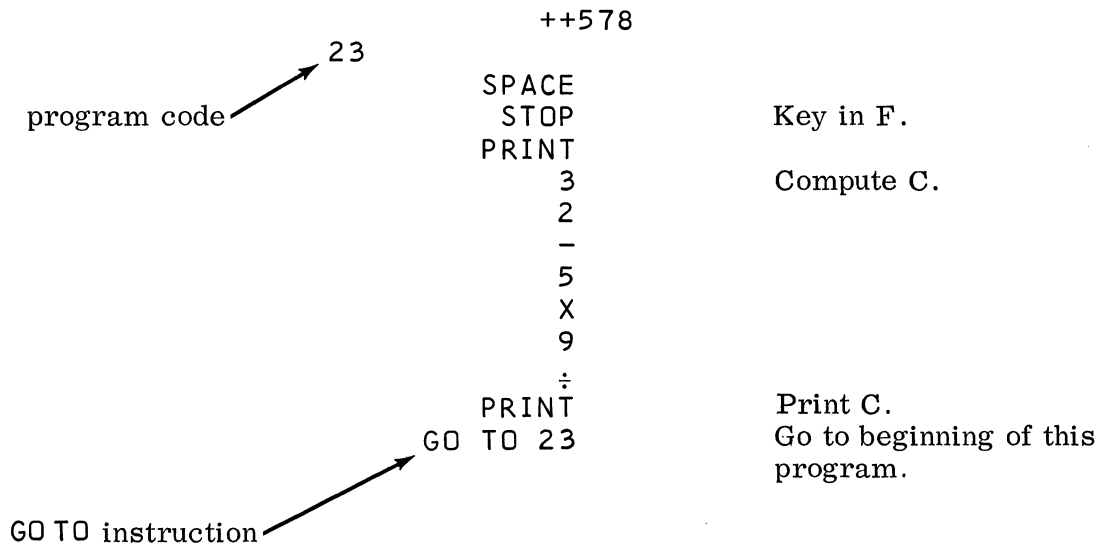 ++578
23
SPACE
program code STOP Key in F.
PRINT
3 Compute C.
2
–
5
X
9
÷
PRINT Print C.
GO TO 23 Go to beginning of this
program.
GO TO instruction